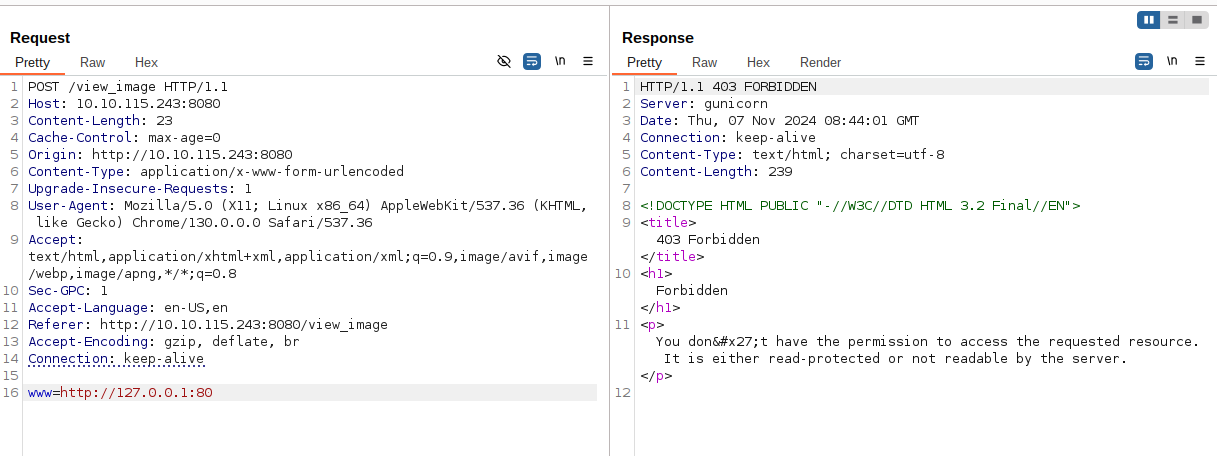 Request
Pretty Raw Hex \n
1 POST /view_image HTTP/1.1
2 Host: 10.10.115.243:8080
3 Content-Length: 23
4 Cache-Control: max-age=0
5 Origin: http://10.10.115.243:8080
6 Content-Type: application/x-www-form-urlencoded
7 Upgrade-Insecure-Requests: 1
8 User-Agent: Mozilla/5.0 (X11; Linux x86_64) AppleWebKit/537.36 (KHTML,
like Gecko) Chrome/130.0.0.0 Safari/537.36
9 Accept:
text/html,application/xhtml+xml,application/xml;q=0.9,image/avif,image
/webp,image/apng,*/*;q=0.8
10 Sec-GPC: 1
11 Accept-Language: en-US,en
12 Referer: http://10.10.115.243:8080/view_image
13 Accept-Encoding: gzip, deflate, br
14 Connection: keep-alive
15
16 www=http://127.0.0.1:80
Response
Pretty Raw Hex Render \n
1 HTTP/1.1 403 FORBIDDEN
2 Server: gunicorn
3 Date: Thu, 07 Nov 2024 08:44:01 GMT
4 Connection: keep-alive
5 Content-Type: text/html; charset=utf-8
6 Content-Length: 239
7
8 <!DOCTYPE HTML PUBLIC "-//W3C//DTD HTML 3.2 Final//EN">
9 <title>
403 Forbidden
</title>
10 <h1>
Forbidden
</h1>
11 <p>
You don&#x27;t have the permission to access the requested resource.
It is either read-protected or not readable by the server.
</p>
12